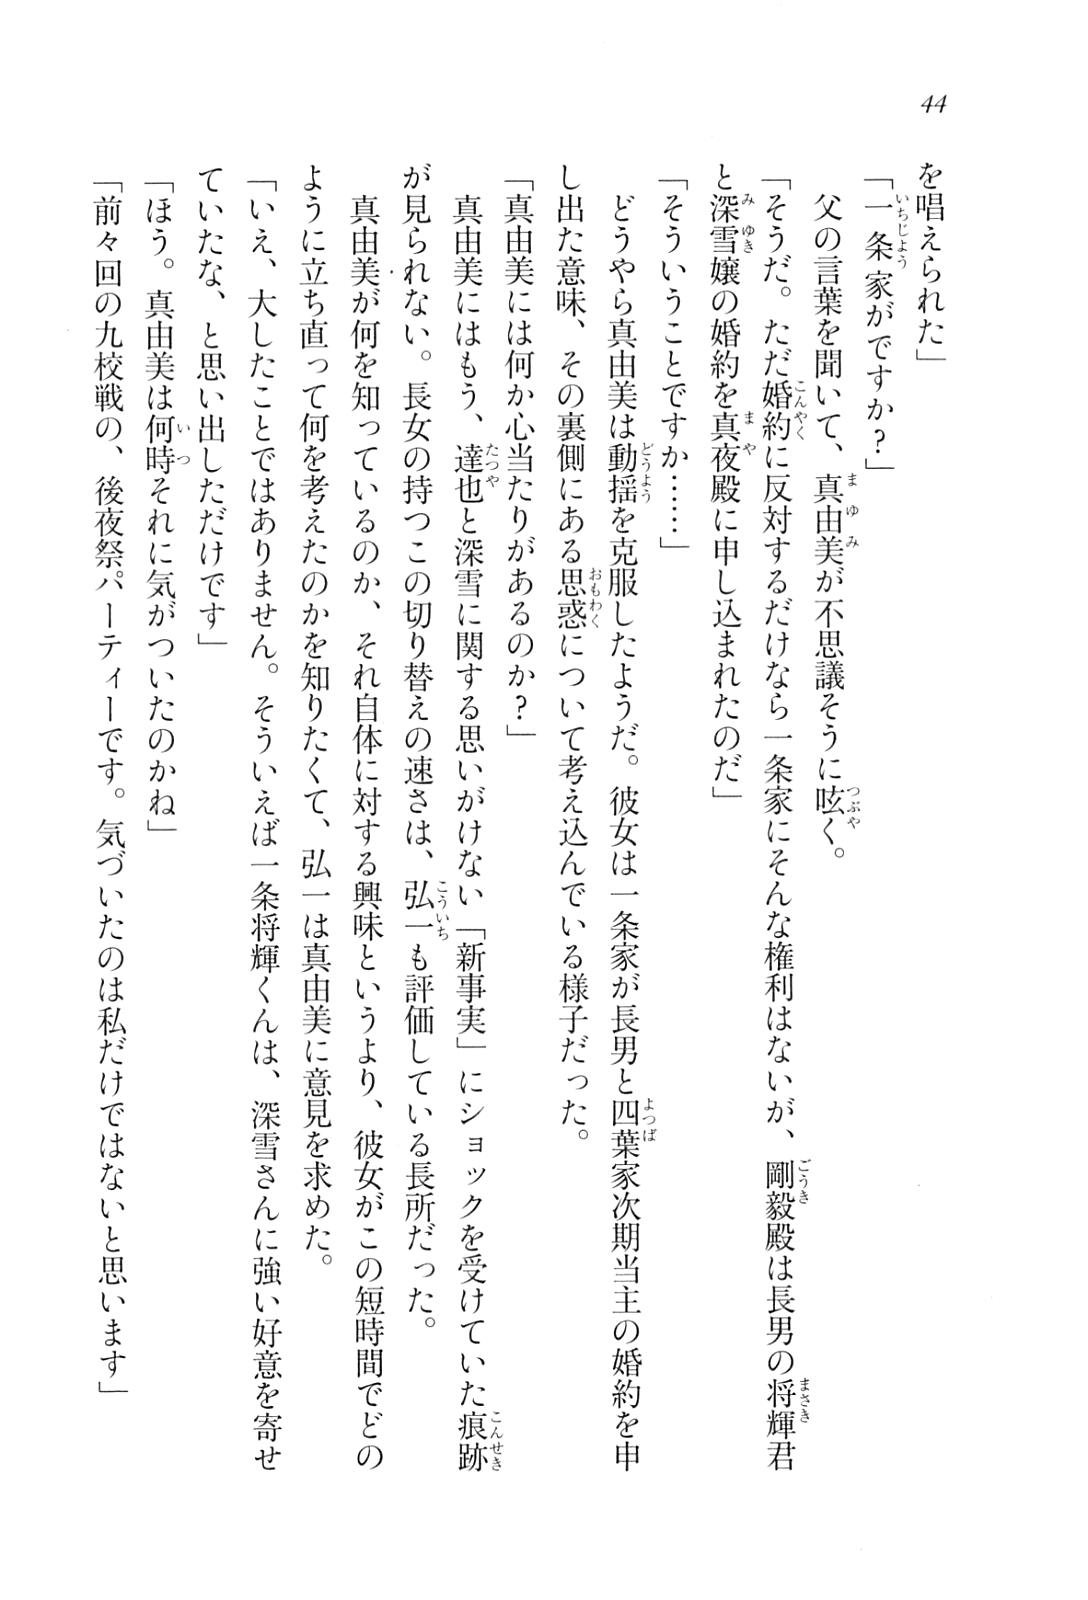 44
を唱えられた」
「一条家がですか？」
父の言葉を聞いて、真由美が不思議そうに呟く。
「そうだ。ただ婚約に反対するだけなら一条家にそんな権利はないが、剛毅殿は長男の将輝君
と深雪嬢の婚約を真夜殿に申し込まれたのだ」
「そういうことですか……」
どうやら真由美は動揺を克服したようだ。彼女は一条家が長男と四葉家次期当主の婚約を申
し出た意味、その裏側にある思惑について考え込んでいる様子だった。
「真由美には何か心当たりがあるのか？」
真由美にはもう、達也と深雪に関する思いがけない「新事実」にショックを受けていた痕跡
が見られない。長女の持つこの切り替えの速さは、弘一も評価している長所だった。
真由美が何を知っているのか、それ自体に対する興味というより、彼女がこの短時間でどの
ように立ち直って何を考えたのかを知りたくて、弘一は真由美に意見を求めた。
「いえ、大したことではありません。そういえば一条将輝くんは、深雪さんに強い好意を寄せ
ていたな、と思い出しただけです」
「ほう。真由美は何時それに気がついたのかね」
「前々回の九校戦の、後夜祭パーティーです。気づいたのは私だけではないと思います」